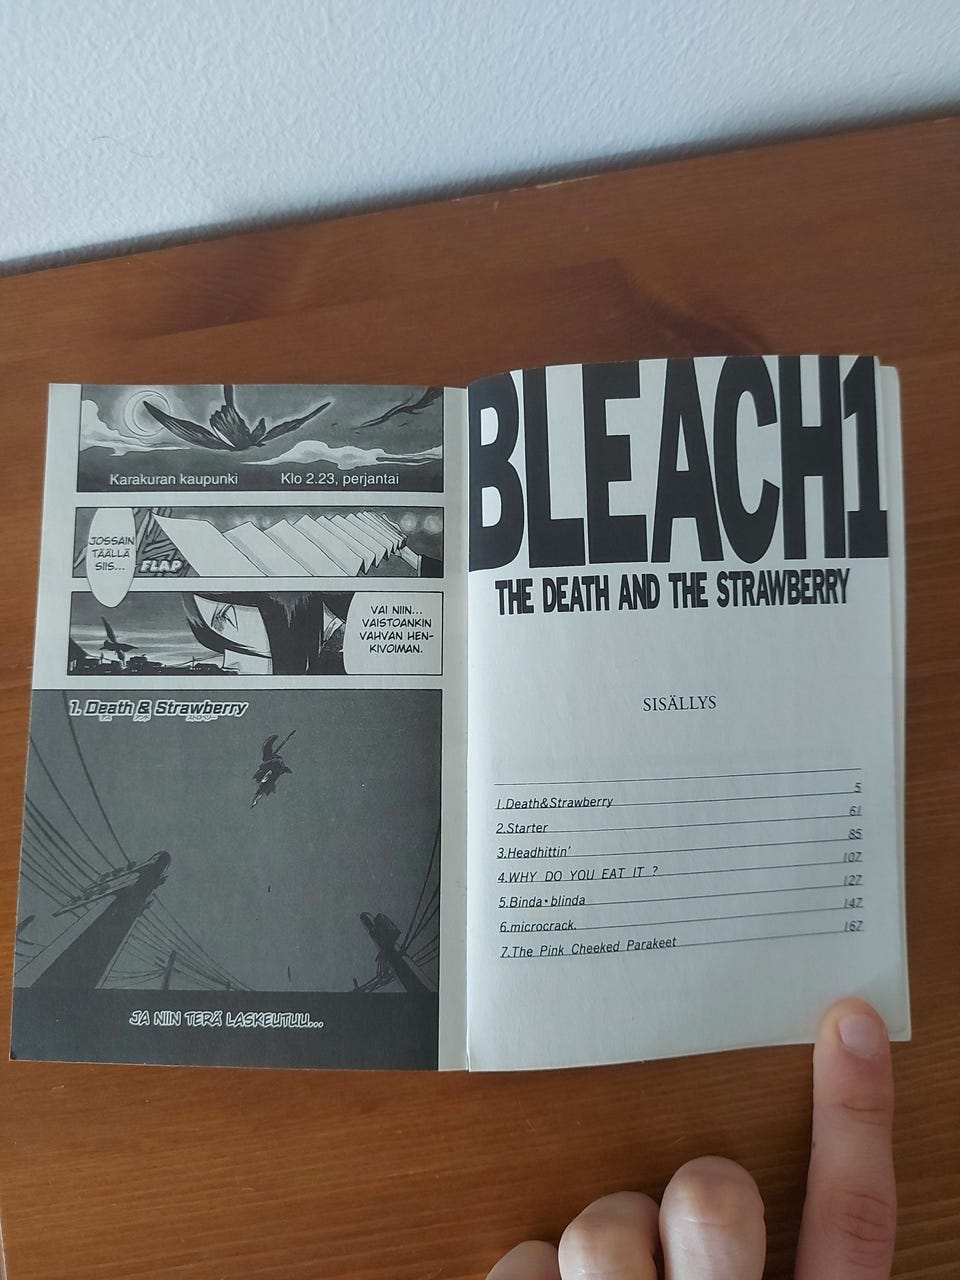 Karakuran kaupunki
Klo 2.23, perjantai
JOSSAIN
TÄÄLLÄ
SIIS...
FLAP
VAI NIIN...
VAISTOANKIN
VAHVAN HEN-
KIVOIMAN.
1. Death & Strawberry
JA NIIN TERÄ LASKEUTUU...
BLEACH1
THE DEATH AND THE STRAWBERRY
SISÄLLYS
1.Death&Strawberry 5
2.Starter 61
3.Headhittin' 85
4.WHY DO YOU EAT IT ? 107
5.Binda・blinda 127
6.microcrack. 147
7.The Pink Cheeked Parakeet 167